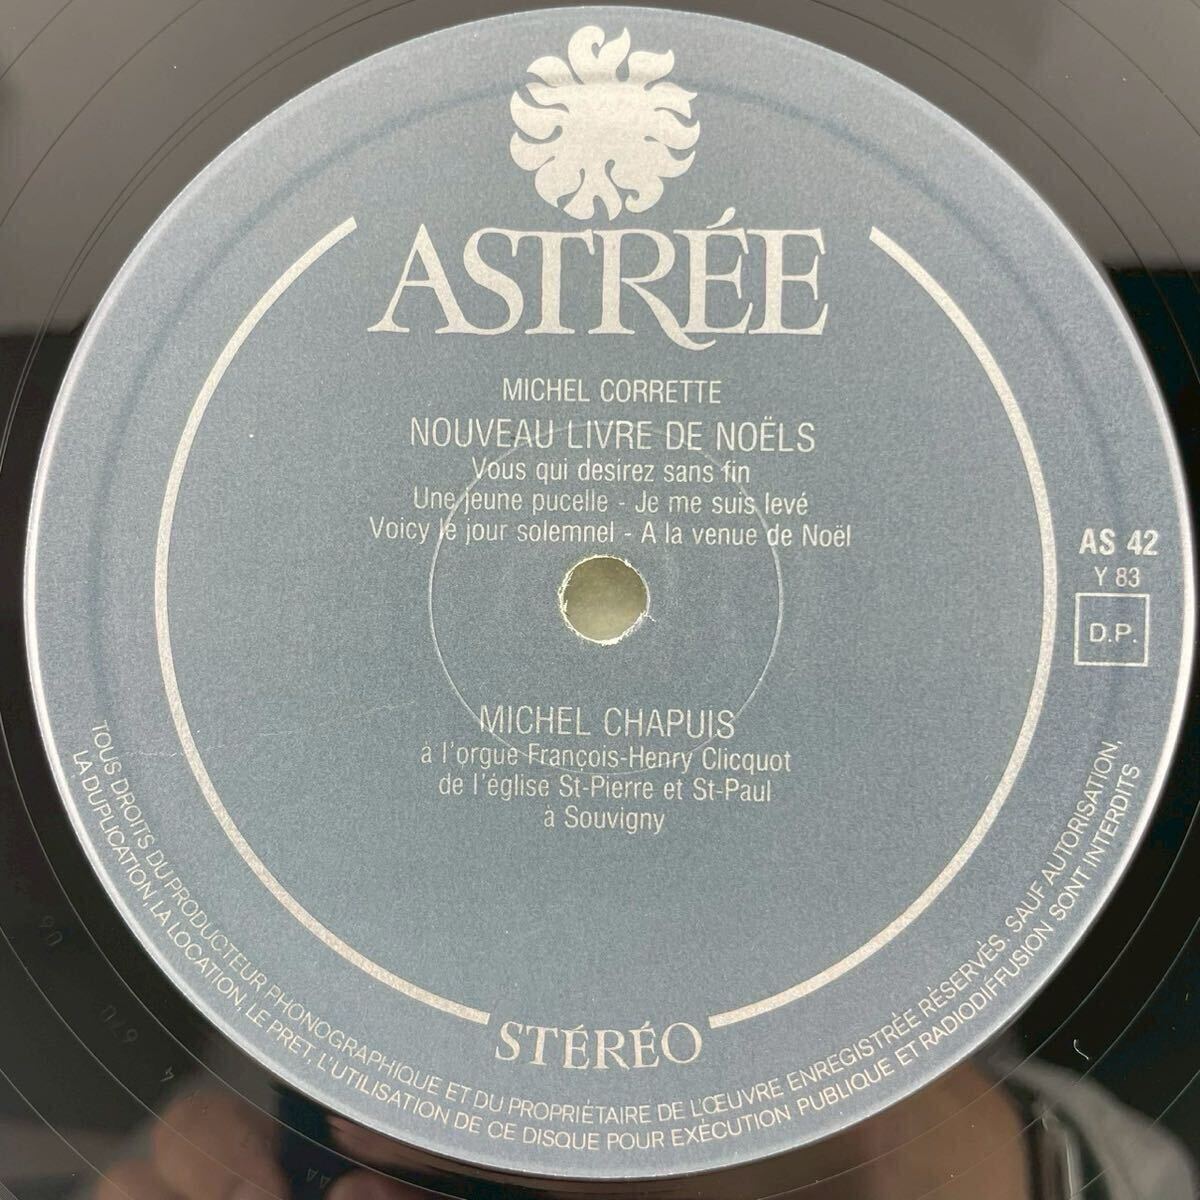 ASTRÉE
MICHEL CORRETTE
NOUVEAU LIVRE DE NOËLS
Vous qui desirez sans fin
Une jeune pucelle - Je me suis levé
Voicy le jour solemnel - A la venue de Noël
AS 42
Y 83
D.P.
MICHEL CHAPUIS
à l'orgue François-Henry Clicquot
de l'église St-Pierre et St-Paul
à Souvigny
STÉRÉO
TOUS DROITS DU PRODUCTEUR PHONOGRAPHIQUE ET DU PROPRIÉTAIRE DE L'ŒUVRE ENREGISTRÉE RÉSERVÉS. SAUF AUTORISATION,
LA DUPLICATION, LA LOCATION, LE PRET, L'UTILISATION DE CE DISQUE POUR EXÉCUTION PUBLIQUE ET RADIODIFFUSION SONT INTERDITS